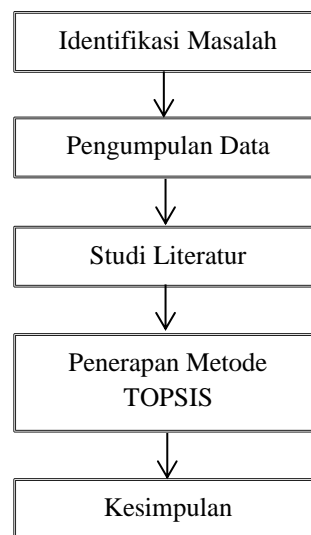 Identifikasi Masalah
Pengumpulan Data
Studi Literatur
Penerapan Metode
TOPSIS
Kesimpulan